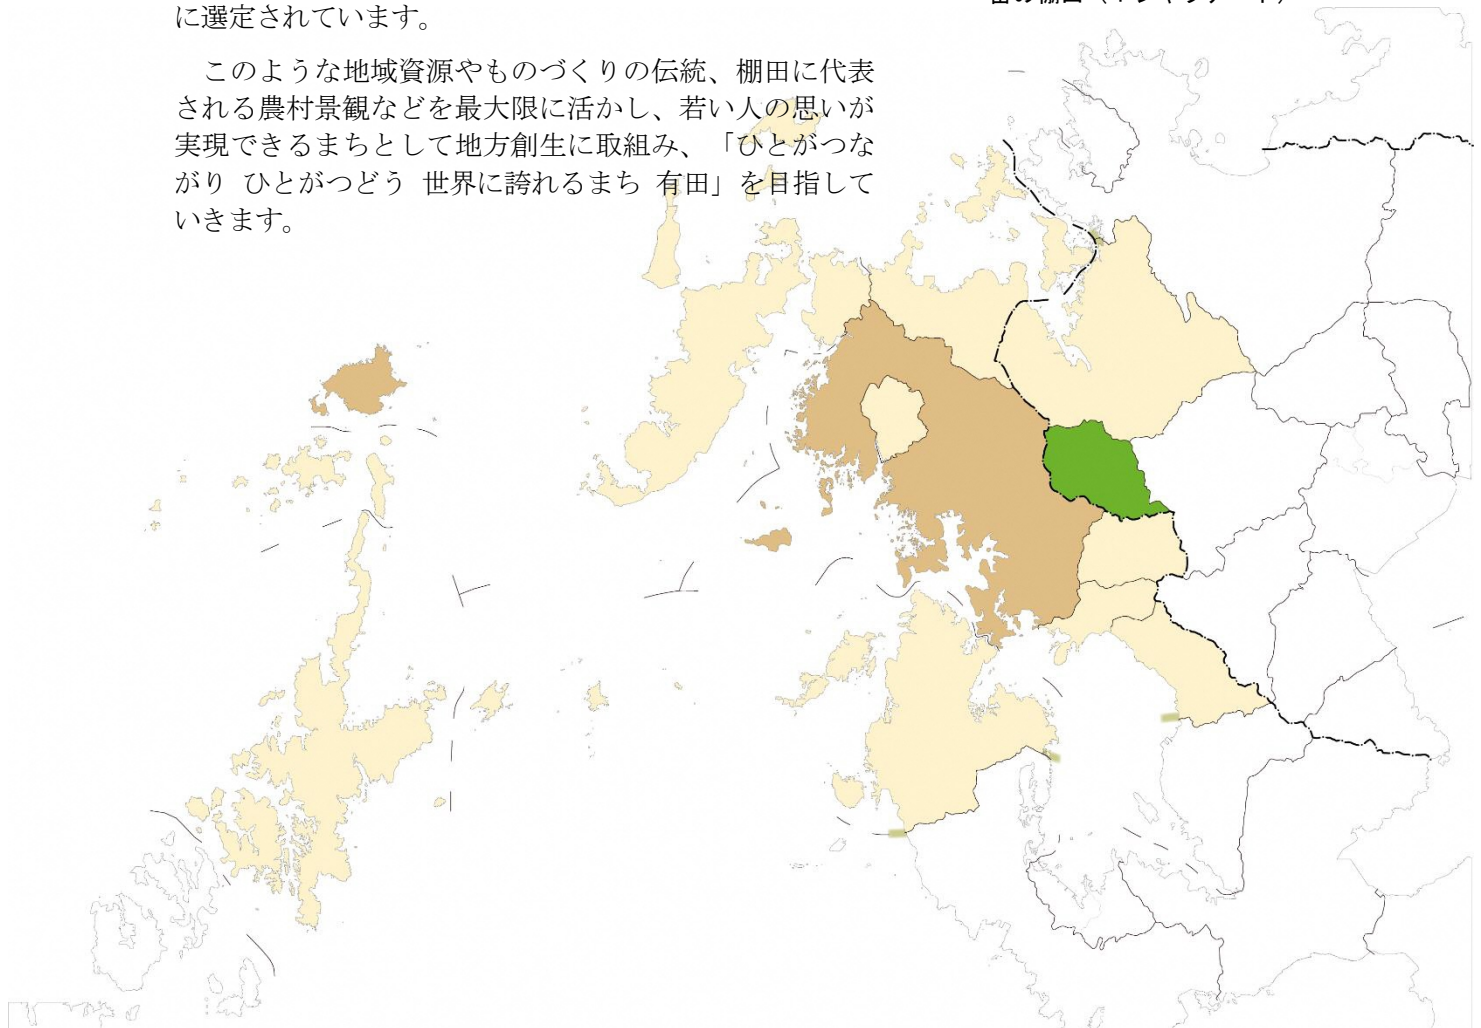 に選定されています。
このような地域資源やものづくりの伝統、棚田に代表
される農村景観などを最大限に活かし、若い人の思いが
実現できるまちとして地方創生に取組み、「ひとがつな
がり ひとがつどう 世界に誇れるまち 有田」を目指して
いきます。